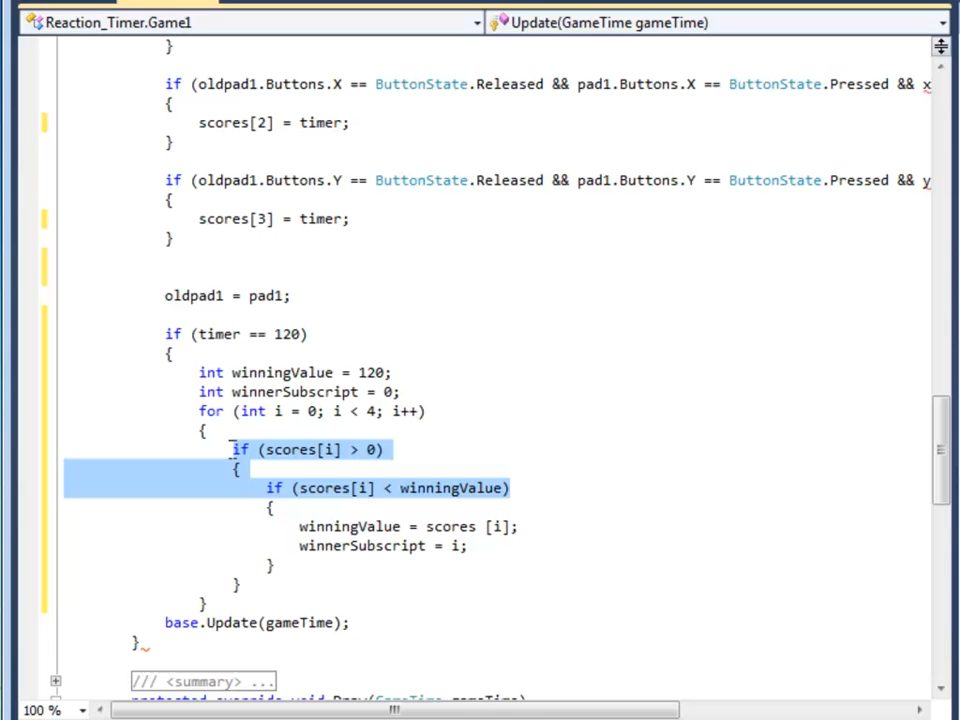 Reaction_Timer.Game1 Update(GameTime gameTime)
}
if (oldpad1.Buttons.X == ButtonState.Released && pad1.Buttons.X == ButtonState.Pressed && x
{
scores[2] = timer;
}
if (oldpad1.Buttons.Y == ButtonState.Released && pad1.Buttons.Y == ButtonState.Pressed && y
{
scores[3] = timer;
}
oldpad1 = pad1;
if (timer == 120)
{
int winningValue = 120;
int winnerSubscript = 0;
for (int i = 0; i < 4; i++)
{
if (scores[i] > 0)
{
if (scores[i] < winningValue)
{
winningValue = scores [i];
winnerSubscript = i;
}
}
}
base.Update(gameTime);
}
/// <summary> ...
protected override void Draw(GameTime gameTime)
100 %